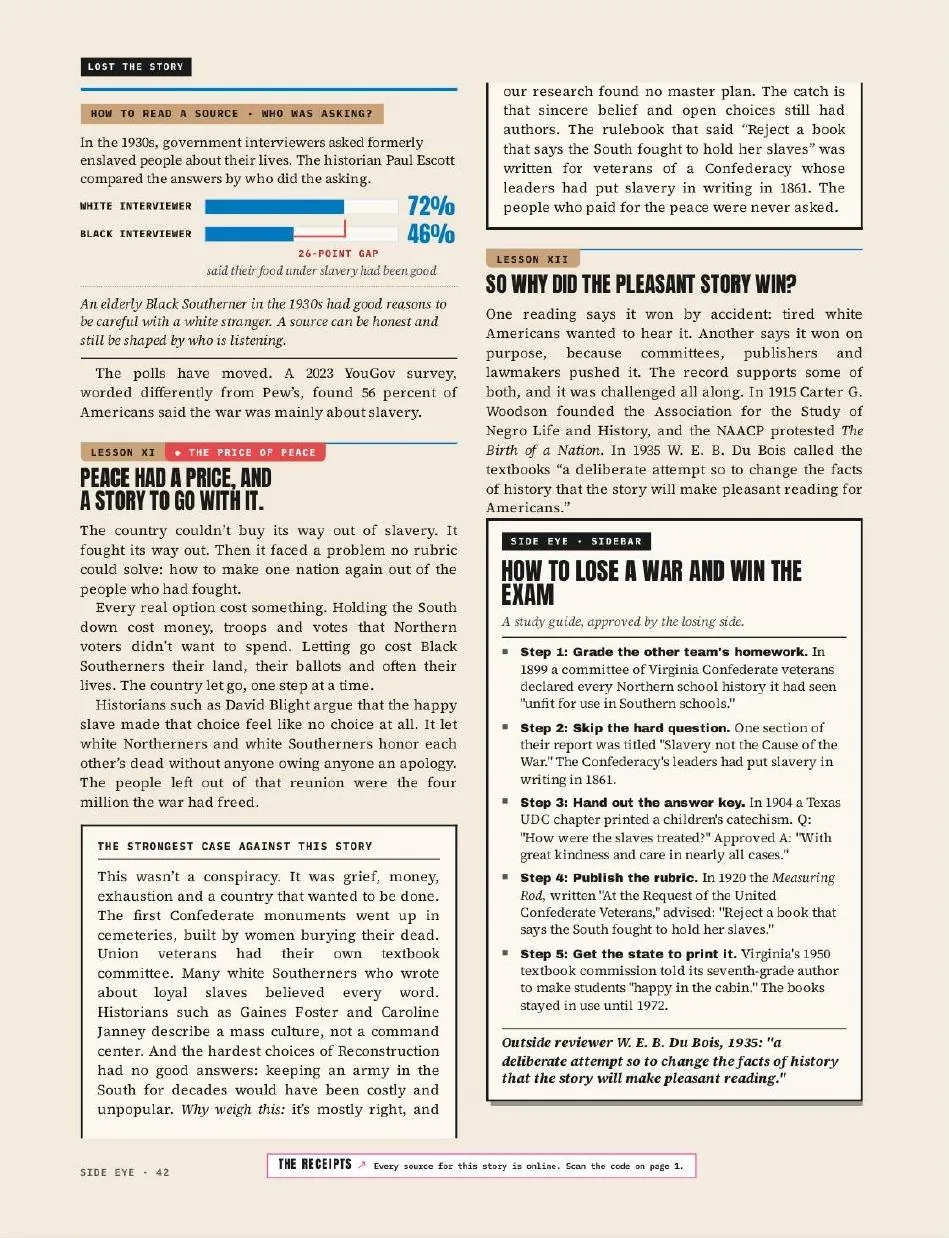 LOST THE STORY
HOW TO READ A SOURCE · WHO WAS ASKING?
In the 1930s, government interviewers asked formerly
enslaved people about their lives. The historian Paul Escott
compared the answers by who did the asking.
WHITE INTERVIEWER 72%
BLACK INTERVIEWER 46%
26-POINT GAP
said their food under slavery had been good
An elderly Black Southerner in the 1930s had good reasons to
be careful with a white stranger. A source can be honest and
still be shaped by who is listening.
The polls have moved. A 2023 YouGov survey,
worded differently from Pew's, found 56 percent of
Americans said the war was mainly about slavery.
LESSON XI ● THE PRICE OF PEACE
PEACE HAD A PRICE, AND
A STORY TO GO WITH IT.
The country couldn't buy its way out of slavery. It
fought its way out. Then it faced a problem no rubric
could solve: how to make one nation again out of the
people who had fought.
Every real option cost something. Holding the South
down cost money, troops and votes that Northern
voters didn't want to spend. Letting go cost Black
Southerners their land, their ballots and often their
lives. The country let go, one step at a time.
Historians such as David Blight argue that the happy
slave made that choice feel like no choice at all. It let
white Northerners and white Southerners honor each
other's dead without anyone owing anyone an apology.
The people left out of that reunion were the four
million the war had freed.
THE STRONGEST CASE AGAINST THIS STORY
This wasn't a conspiracy. It was grief, money,
exhaustion and a country that wanted to be done.
The first Confederate monuments went up in
cemeteries, built by women burying their dead.
Union veterans had their own textbook
committee. Many white Southerners who wrote
about loyal slaves believed every word.
Historians such as Gaines Foster and Caroline
Janney describe a mass culture, not a command
center. And the hardest choices of Reconstruction
had no good answers: keeping an army in the
South for decades would have been costly and
unpopular. Why weigh this: it's mostly right, and
our research found no master plan. The catch is
that sincere belief and open choices still had
authors. The rulebook that said "Reject a book
that says the South fought to hold her slaves" was
written for veterans of a Confederacy whose
leaders had put slavery in writing in 1861. The
people who paid for the peace were never asked.
LESSON XII
SO WHY DID THE PLEASANT STORY WIN?
One reading says it won by accident: tired white
Americans wanted to hear it. Another says it won on
purpose, because committees, publishers and
lawmakers pushed it. The record supports some of
both, and it was challenged all along. In 1915 Carter G.
Woodson founded the Association for the Study of
Negro Life and History, and the NAACP protested The
Birth of a Nation. In 1935 W. E. B. Du Bois called the
textbooks "a deliberate attempt so to change the facts
of history that the story will make pleasant reading for
Americans."
SIDE EYE · SIDEBAR
HOW TO LOSE A WAR AND WIN THE
EXAM
A study guide, approved by the losing side.
▪ Step 1: Grade the other team's homework. In
1899 a committee of Virginia Confederate veterans
declared every Northern school history it had seen
"unfit for use in Southern schools."
▪ Step 2: Skip the hard question. One section of
their report was titled "Slavery not the Cause of the
War." The Confederacy's leaders had put slavery in
writing in 1861.
▪ Step 3: Hand out the answer key. In 1904 a Texas
UDC chapter printed a children's catechism. Q:
"How were the slaves treated?" Approved A: "With
great kindness and care in nearly all cases."
▪ Step 4: Publish the rubric. In 1920 the Measuring
Rod, written "At the Request of the United
Confederate Veterans," advised: "Reject a book that
says the South fought to hold her slaves."
▪ Step 5: Get the state to print it. Virginia's 1950
textbook commission told its seventh-grade author
to make students "happy in the cabin." The books
stayed in use until 1972.
Outside reviewer W. E. B. Du Bois, 1935: "a
deliberate attempt so to change the facts of history
that the story will make pleasant reading."
SIDE EYE · 42
THE RECEIPTS ↗ Every source for this story is online. Scan the code on page 1.